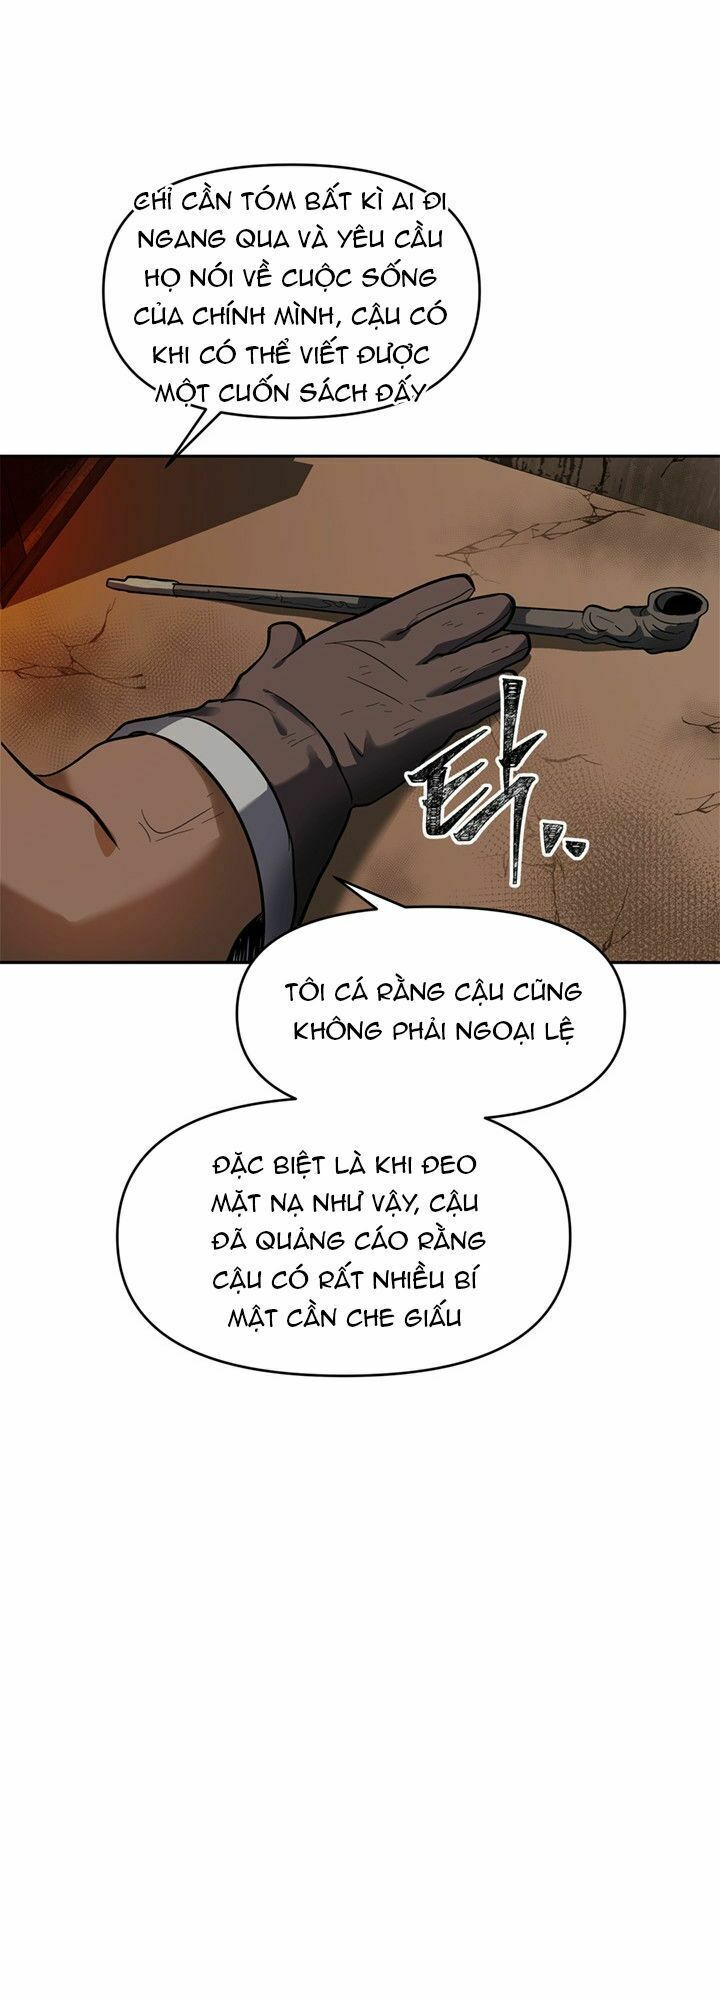 CHỈ CẦN TÓM BẤT KÌ AI ĐI
NGANG QUA VÀ YÊU CẦU
HỌ NÓI VỀ CUỘC SỐNG
CỦA CHÍNH MÌNH, CẬU CÓ
KHI CÓ THỂ VIẾT ĐƯỢC
MỘT CUỐN SÁCH ĐẤY
탁..
TÔI CÁ RẰNG CẬU CŨNG
KHÔNG PHẢI NGOẠI LỆ
ĐẶC BIỆT LÀ KHI ĐEO
MẶT NẠ NHƯ VẬY, CẬU
ĐÃ QUẢNG CÁO RẰNG
CẬU CÓ RẤT NHIỀU BÍ
MẬT CẦN CHE GIẤU